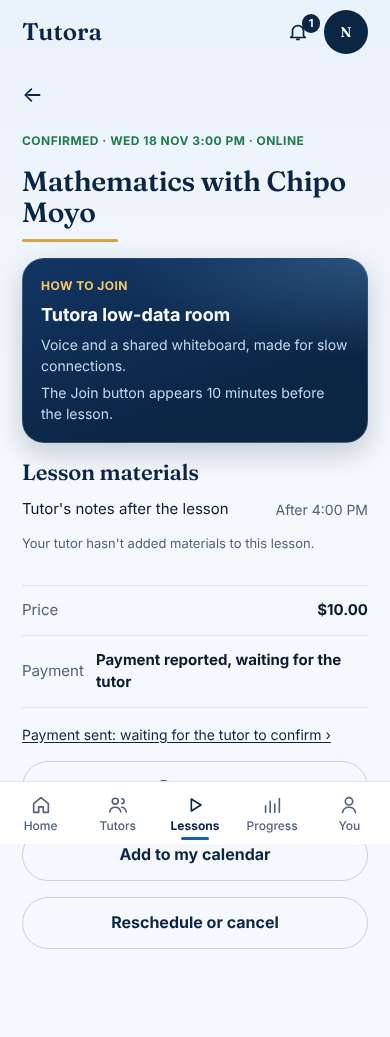 Tutora
1
N
CONFIRMED · WED 18 NOV 3:00 PM · ONLINE
Mathematics with Chipo
Moyo
HOW TO JOIN
Tutora low-data room
Voice and a shared whiteboard, made for slow
connections.
The Join button appears 10 minutes before
the lesson.
Lesson materials
Tutor's notes after the lesson After 4:00 PM
Your tutor hasn't added materials to this lesson.
Price $10.00
Payment Payment reported, waiting for the
tutor
Payment sent: waiting for the tutor to confirm ›
Home Tutors Lessons Progress You
Add to my calendar
Reschedule or cancel